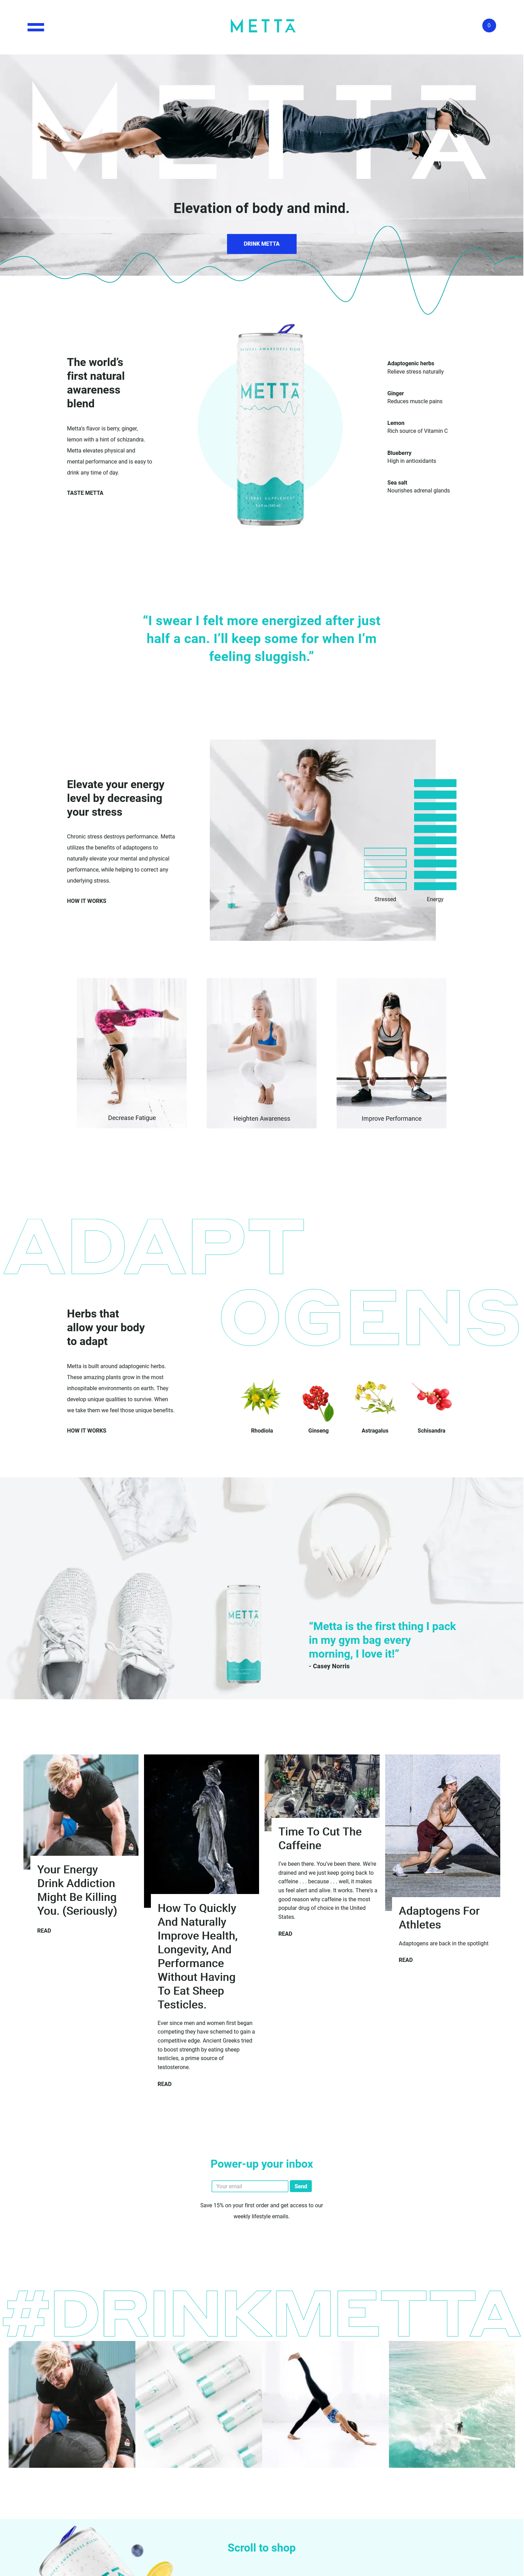 METTA
0
METTA
Elevation of body and mind.
DRINK METTA
The world's
first natural
awareness
blend
Metta's flavor is berry, ginger,
lemon with a hint of schizandra.
Metta elevates physical and
mental performance and is easy to
drink any time of day.
TASTE METTA
METTA
Adaptogenic herbs
Relieve stress naturally
Ginger
Reduces muscle pains
Lemon
Rich source of Vitamin C
Blueberry
High in antioxidants
Sea salt
Nourishes adrenal glands
“I swear I felt more energized after just
half a can. I’ll keep some for when I’m
feeling sluggish.”
Elevate your energy
level by decreasing
your stress
Chronic stress destroys performance. Metta
utilizes the benefits of adaptogens to
naturally elevate your mental and physical
performance, while helping to correct any
underlying stress.
HOW IT WORKS
Stressed
Energy
Decrease Fatigue
Heighten Awareness
Improve Performance
ADAPT
OGENS
Herbs that
allow your body
to adapt
Metta is built around adaptogenic herbs.
These amazing plants grow in the most
inhospitable environments on earth. They
develop unique qualities to survive. When
we take them we feel those unique benefits.
HOW IT WORKS
Rhodiola
Ginseng
Astragalus
Schisandra
METTA
“Metta is the first thing I pack
in my gym bag every
morning, I love it!”
- Casey Norris
Your Energy
Drink Addiction
Might Be Killing
You. (Seriously)
READ
How To Quickly
And Naturally
Improve Health,
Longevity, And
Performance
Without Having
To Eat Sheep
Testicles.
Ever since men and women first began
competing they have schemed to gain a
competitive edge. Ancient Greeks tried
to boost strength by eating sheep
testicles, a prime source of
testosterone.
READ
Time To Cut The
Caffeine
I've been there. You've been there. We're
drained and we just keep going back to
caffeine . . . because . . . well, it makes
us feel alert and alive. It works. There's a
good reason why caffeine is the most
popular drug of choice in the United
States.
READ
Adaptogens For
Athletes
Adaptogens are back in the spotlight
READ
Power-up your inbox
Your email
Send
Save 15% on your first order and get access to our
weekly lifestyle emails.
#DRINKMETTA
Scroll to shop